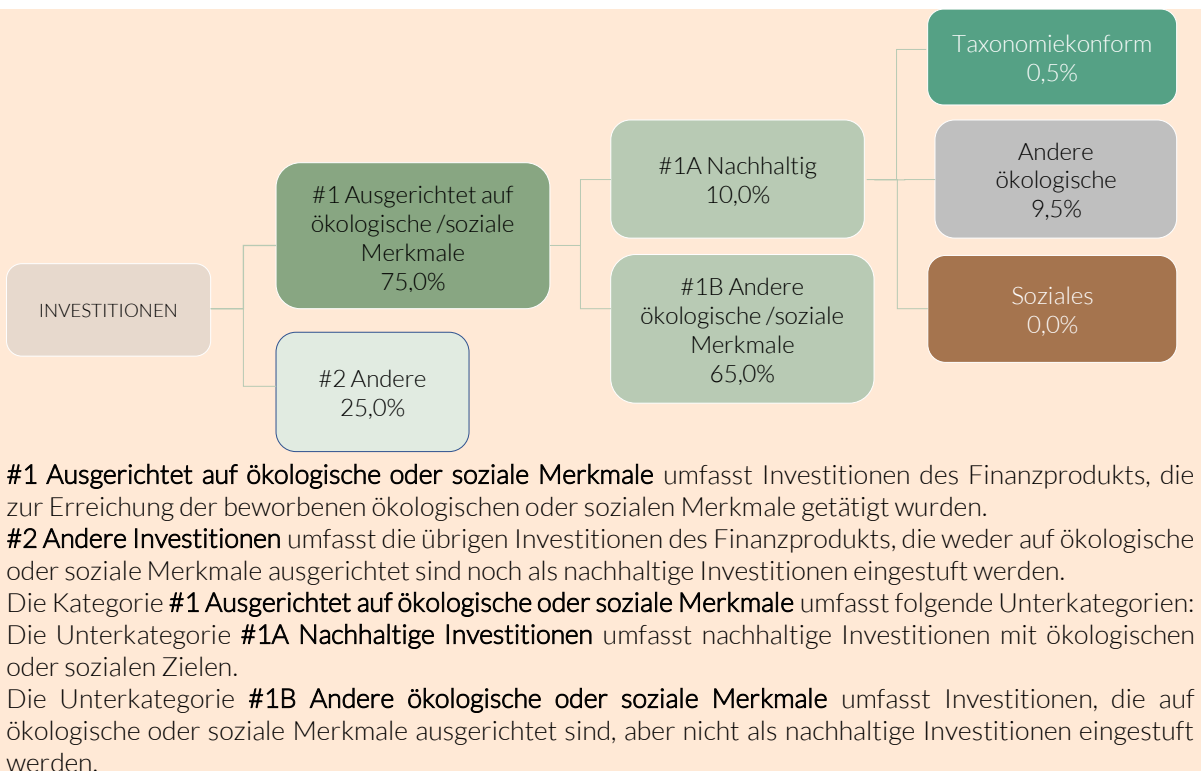 INVESTITIONEN
#1 Ausgerichtet auf
ökologische /soziale
Merkmale
75,0%
#2 Andere
25,0%
#1A Nachhaltig
10,0%
#1B Andere
ökologische /soziale
Merkmale
65,0%
Taxonomiekonform
0,5%
Andere
ökologische
9,5%
Soziales
0,0%
#1 Ausgerichtet auf ökologische oder soziale Merkmale umfasst Investitionen des Finanzprodukts, die
zur Erreichung der beworbenen ökologischen oder sozialen Merkmale getätigt wurden.
#2 Andere Investitionen umfasst die übrigen Investitionen des Finanzprodukts, die weder auf ökologische
oder soziale Merkmale ausgerichtet sind noch als nachhaltige Investitionen eingestuft werden.
Die Kategorie #1 Ausgerichtet auf ökologische oder soziale Merkmale umfasst folgende Unterkategorien:
Die Unterkategorie #1A Nachhaltige Investitionen umfasst nachhaltige Investitionen mit ökologischen
oder sozialen Zielen.
Die Unterkategorie #1B Andere ökologische oder soziale Merkmale umfasst Investitionen, die auf
ökologische oder soziale Merkmale ausgerichtet sind, aber nicht als nachhaltige Investitionen eingestuft
werden.